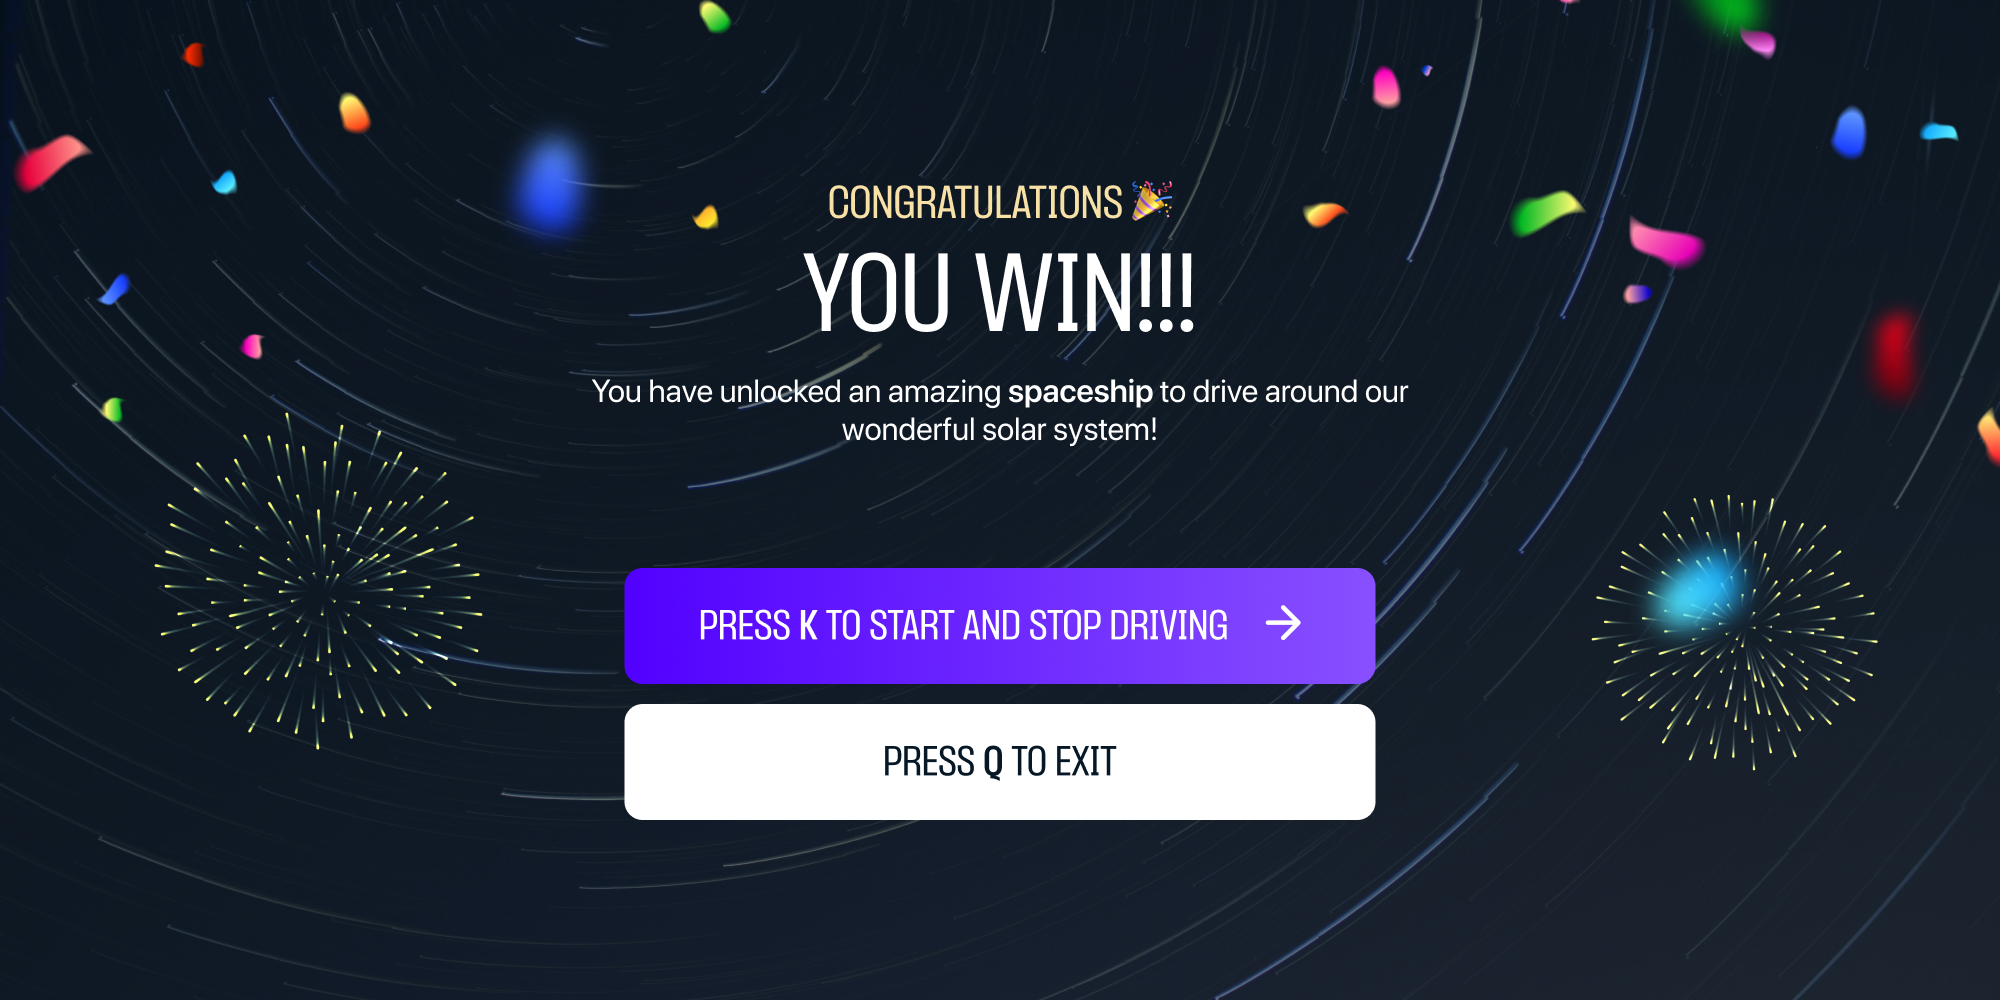 CONGRATULATIONS 🎉
YOU WIN!!!
You have unlocked an amazing spaceship to drive around our
wonderful solar system!
PRESS K TO START AND STOP DRIVING →
PRESS Q TO EXIT